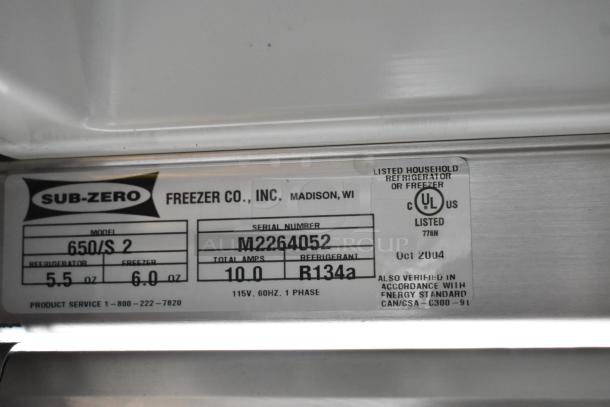 SUB-ZERO FREEZER CO., INC. MADISON, WI
MODEL
650/S 2
SERIAL NUMBER
M2264052
REFRIGERATOR FREEZER
5.5 OZ 6.0 OZ
TOTAL AMPS REFRIGERANT
10.0 R134a
115V, 60HZ, 1 PHASE
PRODUCT SERVICE 1-800-222-7820
LISTED HOUSEHOLD
REFRIGERATOR
OR FREEZER
C UL US
LISTED
778N
Oct 2004
ALSO VERIFIED IN
ACCORDANCE WITH
ENERGY STANDARD
CAN/CSA-C300-91